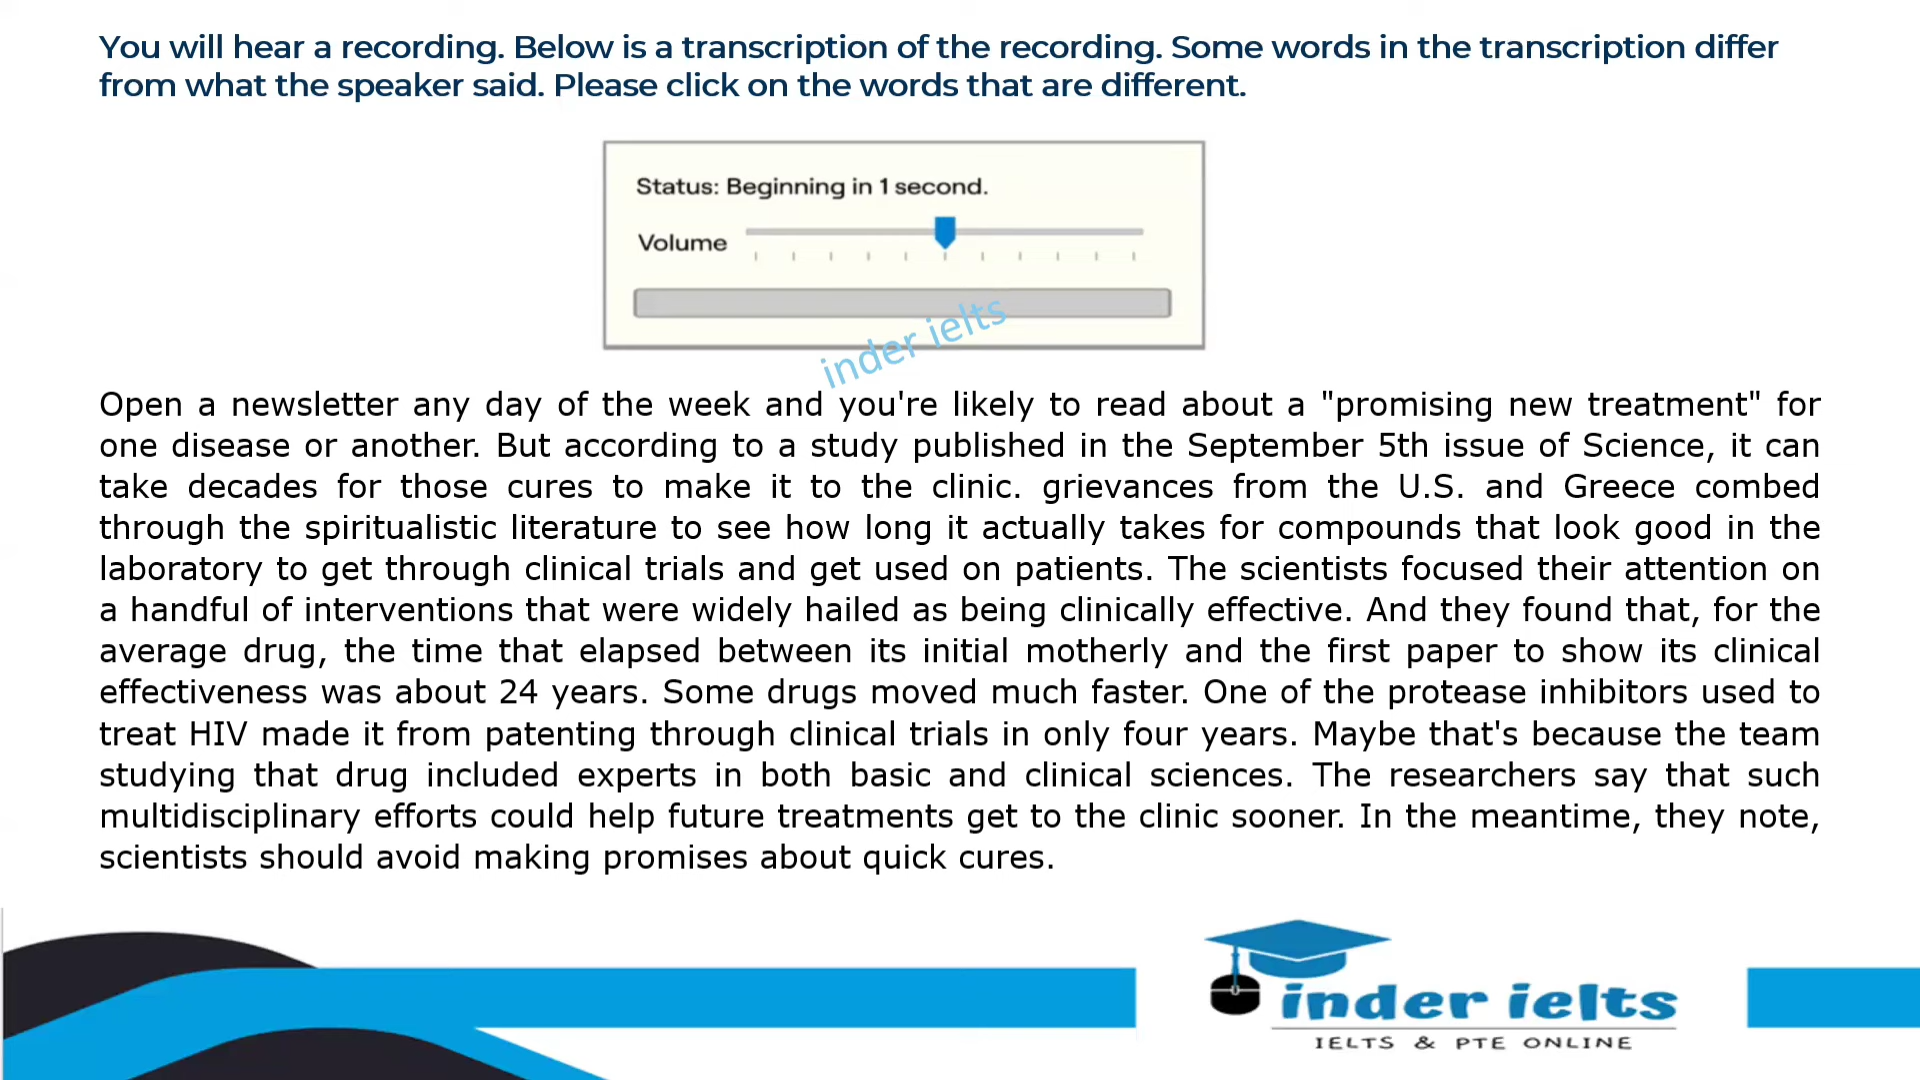 You will hear a recording. Below is a transcription of the recording. Some words in the transcription differ
from what the speaker said. Please click on the words that are different.
Status: Beginning in 1 second.
Volume
inder ielts
Open a newsletter any day of the week and you're likely to read about a "promising new treatment" for
one disease or another. But according to a study published in the September 5th issue of Science, it can
take decades for those cures to make it to the clinic. grievances from the U.S. and Greece combed
through the spiritualistic literature to see how long it actually takes for compounds that look good in the
laboratory to get through clinical trials and get used on patients. The scientists focused their attention on
a handful of interventions that were widely hailed as being clinically effective. And they found that, for the
average drug, the time that elapsed between its initial motherly and the first paper to show its clinical
effectiveness was about 24 years. Some drugs moved much faster. One of the protease inhibitors used to
treat HIV made it from patenting through clinical trials in only four years. Maybe that's because the team
studying that drug included experts in both basic and clinical sciences. The researchers say that such
multidisciplinary efforts could help future treatments get to the clinic sooner. In the meantime, they note,
scientists should avoid making promises about quick cures.
inder ielts
IELTS & PTE ONLINE